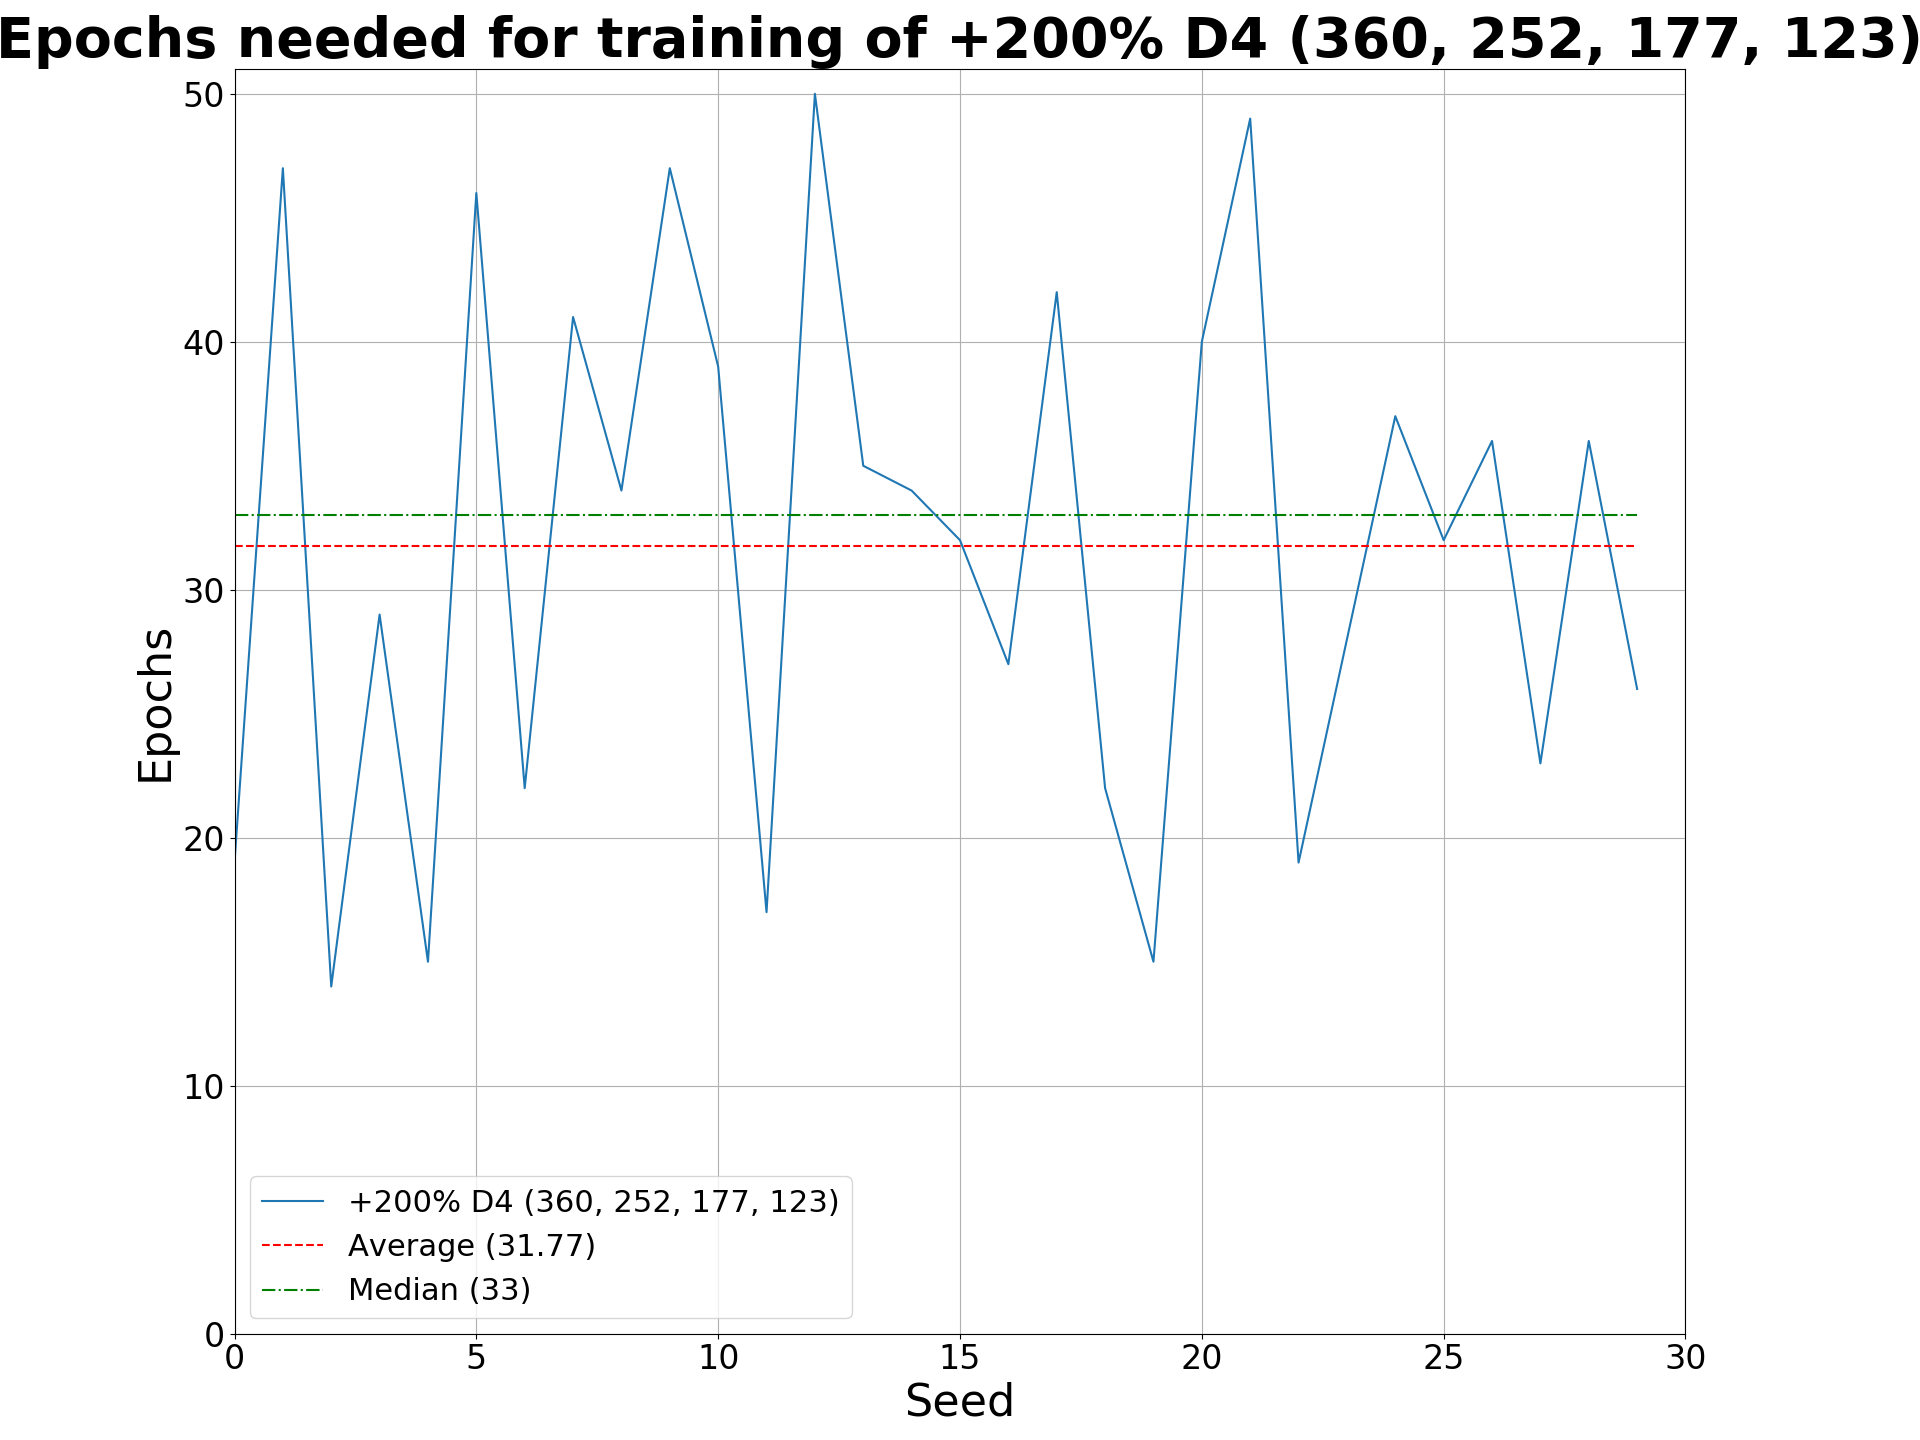 Epochs needed for training of +200% D4 (360, 252, 177, 123)
50
40
30
20
10
0
Epochs
+200% D4 (360, 252, 177, 123)
Average (31.77)
Median (33)
0 5 10 15 20 25 30
Seed